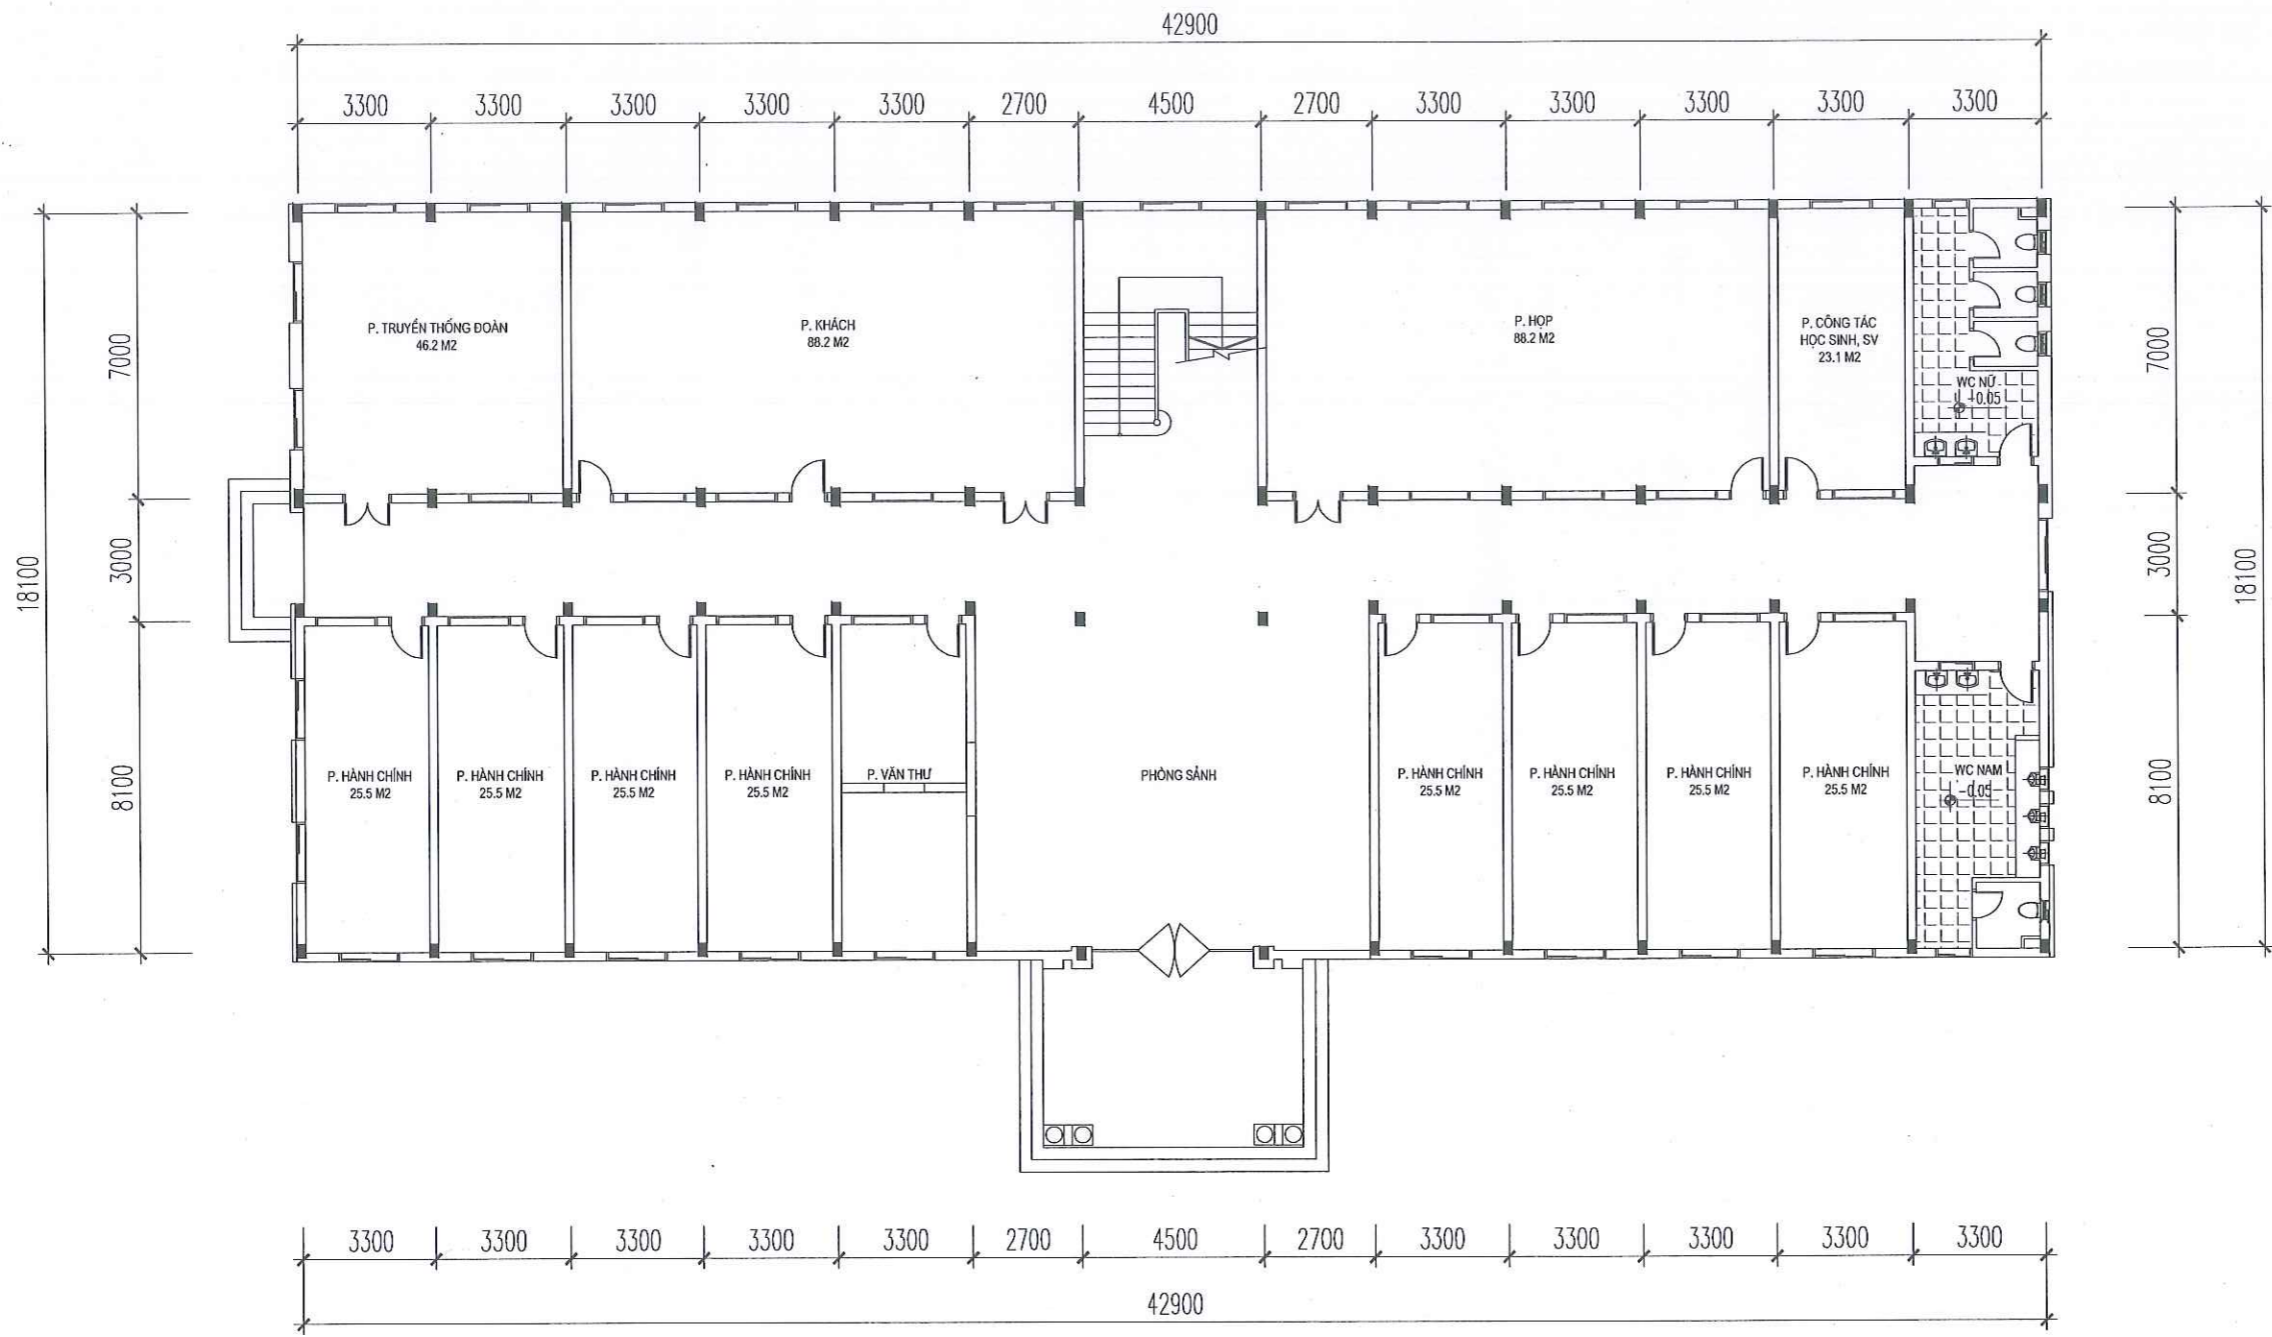 42900
3300 3300 3300 3300 3300 2700 4500 2700 3300 3300 3300 3300 3300
P. TRUYỀN THỐNG ĐOÀN
46.2 M2
P. KHÁCH
88.2 M2
P. HỌP
88.2 M2
P. CÔNG TÁC
HỌC SINH, SV
23.1 M2
WC NỮ
-0.05
7000
7000
3000
3000
18100
18100
8100
8100
P. HÀNH CHÍNH
25.5 M2
P. HÀNH CHÍNH
25.5 M2
P. HÀNH CHÍNH
25.5 M2
P. HÀNH CHÍNH
25.5 M2
P. VĂN THƯ
PHÒNG SẢNH
P. HÀNH CHÍNH
25.5 M2
P. HÀNH CHÍNH
25.5 M2
P. HÀNH CHÍNH
25.5 M2
P. HÀNH CHÍNH
25.5 M2
WC NAM
-0.05
3300 3300 3300 3300 3300 2700 4500 2700 3300 3300 3300 3300 3300
42900